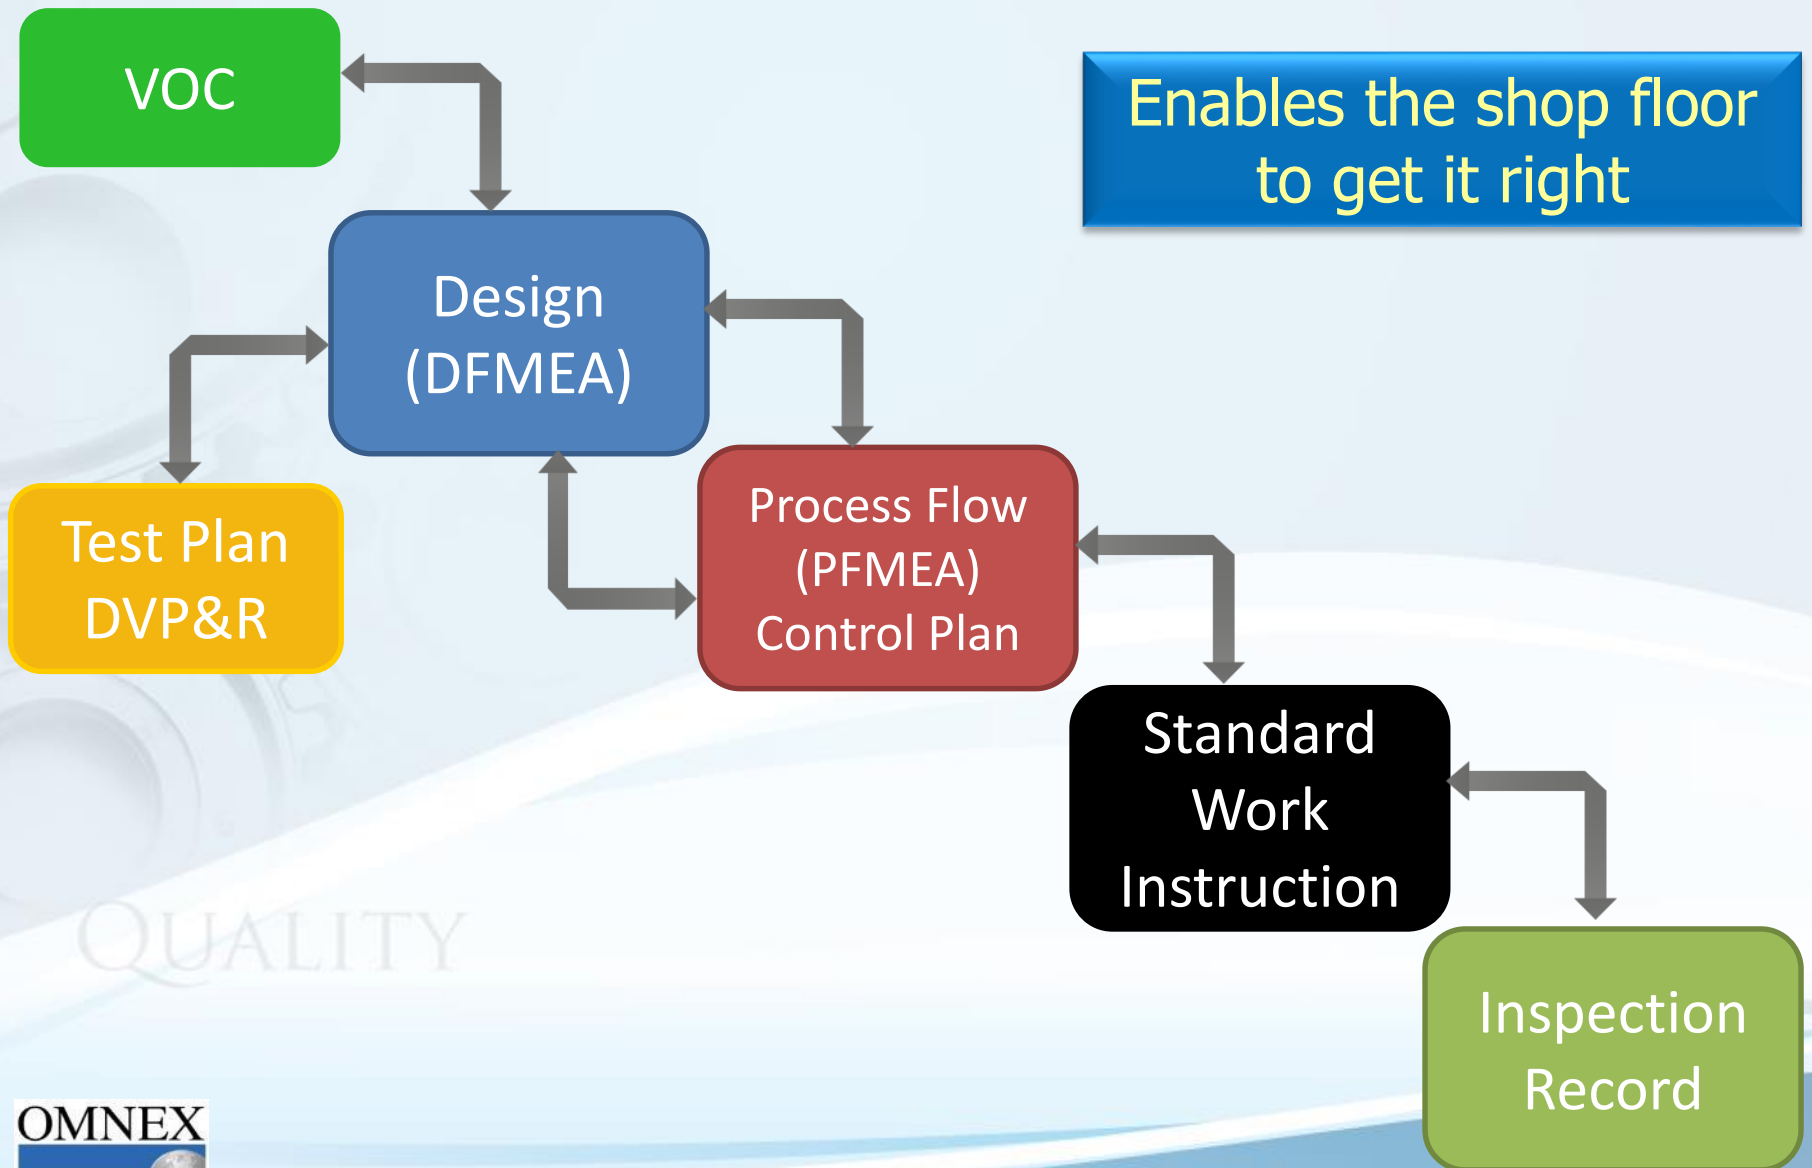 VOC
Enables the shop floor
to get it right
Design
(DFMEA)
Test Plan
DVP&R
Process Flow
(PFMEA)
Control Plan
Standard
Work
Instruction
QUALITY
Inspection
Record
OMNEX